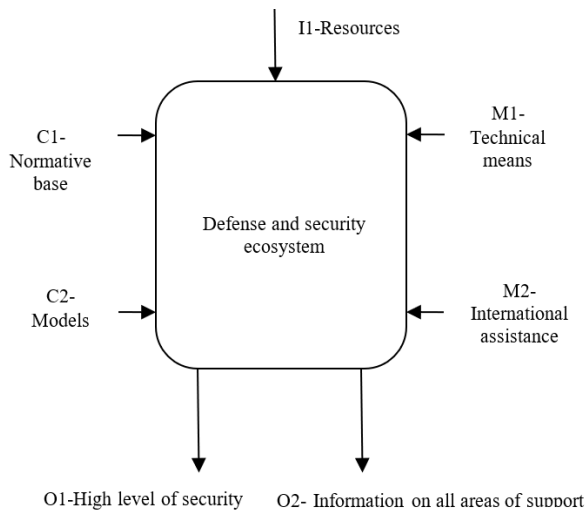 I1-Resources
C1-
Normative
base
M1-
Technical
means
Defense and security
ecosystem
C2-
Models
M2-
International
assistance
O1-High level of security
O2- Information on all areas of support